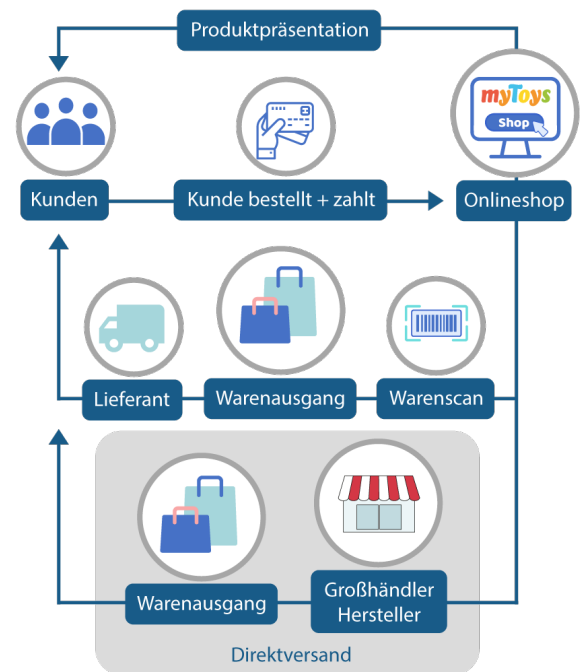 Produktpräsentation
myToys
Shop
Kunden
Kunde bestellt + zahlt
Onlineshop
Lieferant
Warenausgang
Warenscan
Warenausgang
Großhändler
Hersteller
Direktversand